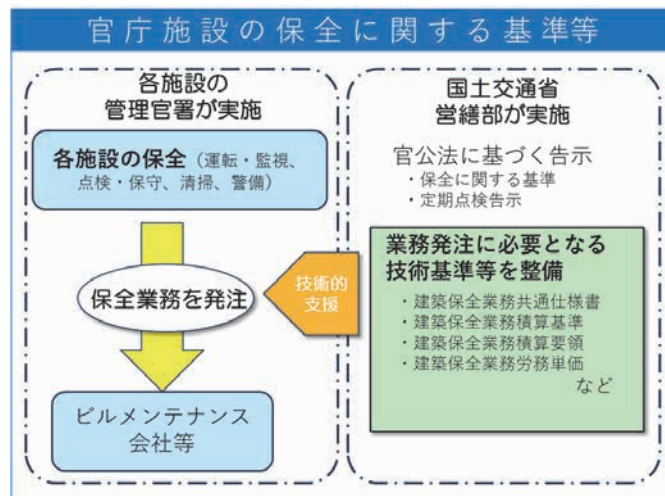 官庁施設の保全に関する基準等
各施設の
管理官署が実施
各施設の保全（運転・監視、
点検・保守、清掃、警備）
保全業務を発注
ビルメンテナンス
会社等
技術的
支援
国土交通省
営繕部が実施
官公法に基づく告示
・保全に関する基準
・定期点検告示
業務発注に必要となる
技術基準等を整備
・建築保全業務共通仕様書
・建築保全業務積算基準
・建築保全業務積算要領
・建築保全業務労務単価
など